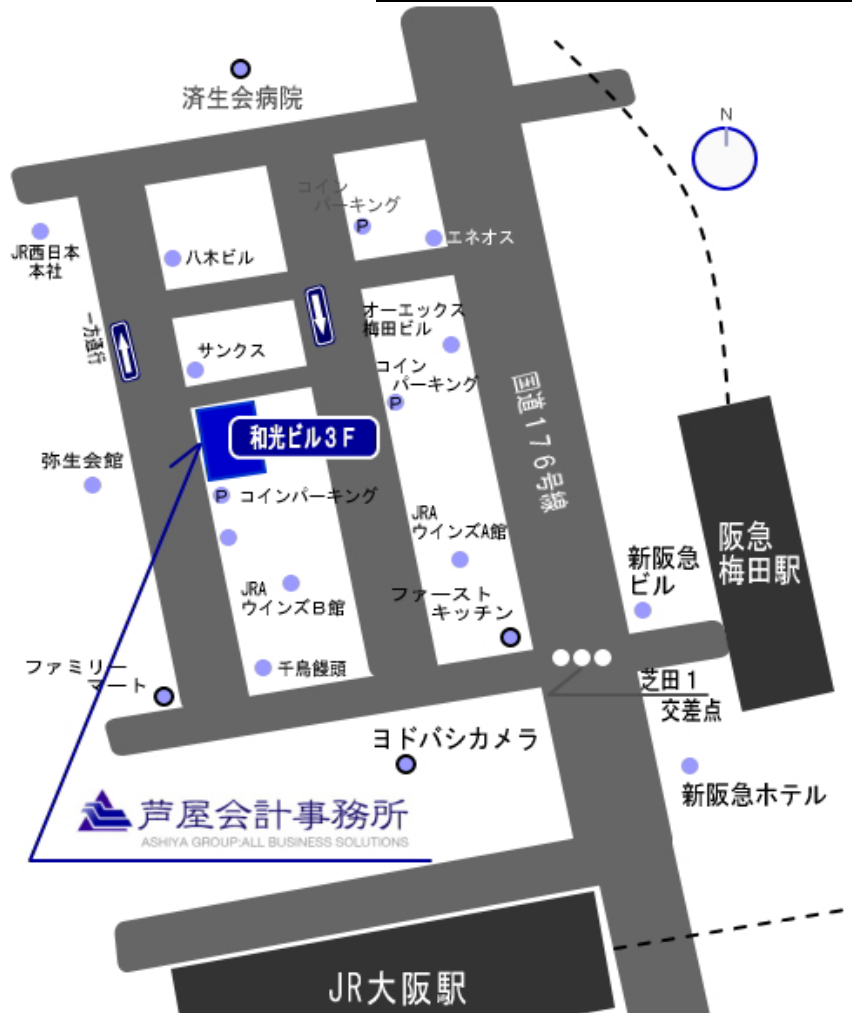 済生会病院
N
コイン
パーキング
P
エネオス
JR西日本
本社
八木ビル
一方通行
オーエックス
梅田ビル
サンクス
コイン
パーキング
P
国道176号線
和光ビル3F
弥生会館
P
コインパーキング
JRA
ウインズA館
阪急
梅田駅
新阪急
ビル
JRA
ウインズB館
ファースト
キッチン
千鳥饅頭
ファミリー
マート
芝田1
交差点
ヨドバシカメラ
新阪急ホテル
芦屋会計事務所
ASHIYA GROUP:ALL BUSINESS SOLUTIONS
JR大阪駅